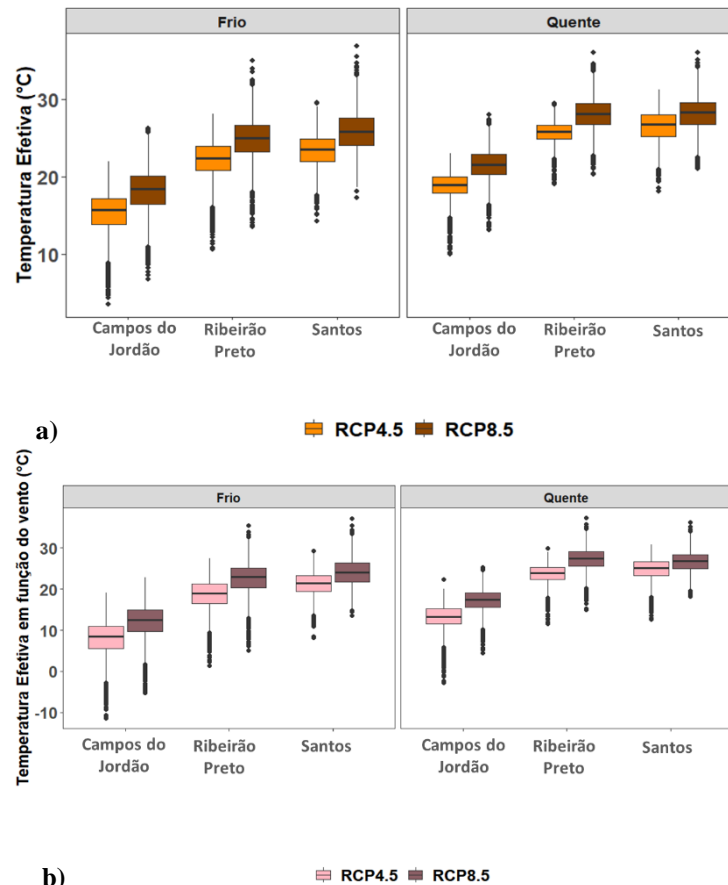 Frio
Quente
Temperatura Efetiva (°C)
30
20
10
Campos do Jordão
Ribeirão Preto
Santos
Campos do Jordão
Ribeirão Preto
Santos
a)
RCP4.5 RCP8.5
Temperatura Efetiva em função do vento (°C)
Frio
Quente
30
20
10
0
-10
Campos do Jordão
Ribeirão Preto
Santos
Campos do Jordão
Ribeirão Preto
Santos
b)
RCP4.5 RCP8.5